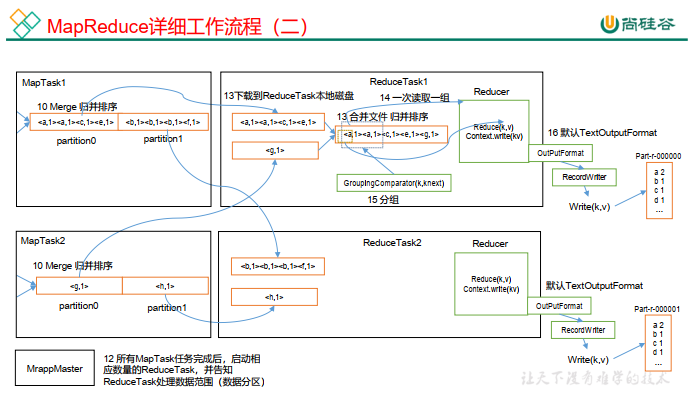 MapReduce详细工作流程（二）
尚硅谷
MapTask1
10 Merge 归并排序
<a,1><a,1><c,1><e,1>
<b,1><b,1><b,1><f,1>
partition0
partition1
ReduceTask1
13下载到ReduceTask本地磁盘
<a,1><a,1><c,1><e,1>
<g,1>
14 一次读取一组
13 合并文件 归并排序
<a,1><a,1><c,1><e,1><g,1>
GroupingComparator(k,knext)
15 分组
Reducer
Reduce(k,v)
Context.write(kv)
16 默认TextOutputFormat
OutPutFormat
RecordWriter
Write(k,v)
Part-r-000000
a 2
b 1
c 1
d 1
...
MapTask2
10 Merge 归并排序
<g,1>
<h,1>
partition0
partition1
ReduceTask2
<b,1><b,1><b,1><f,1>
<h,1>
Reducer
Reduce(k,v)
Context.write(kv)
默认TextOutputFormat
OutPutFormat
RecordWriter
Write(k,v)
Part-r-000001
a 2
b 1
c 1
d 1
...
MrappMaster
12 所有MapTask任务完成后，启动相
应数量的ReduceTask，并告知
ReduceTask处理数据范围（数据分区）
让天下没有难学的技术